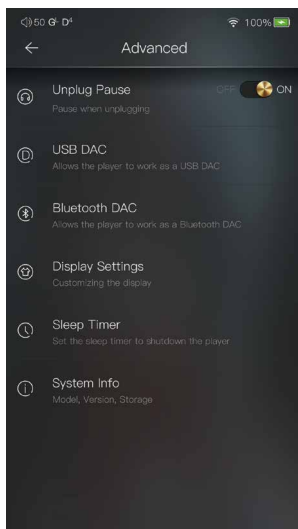 50 G L D4 100%
Advanced
Unplug Pause OFF ON
Pause when unplugging
USB DAC
Allows the player to work as a USB DAC
Bluetooth DAC
Allows the player to work as a Bluetooth DAC
Display Settings
Customizing the display
Sleep Timer
Set the sleep timer to shutdown the player
System Info
Model, Version, Storage